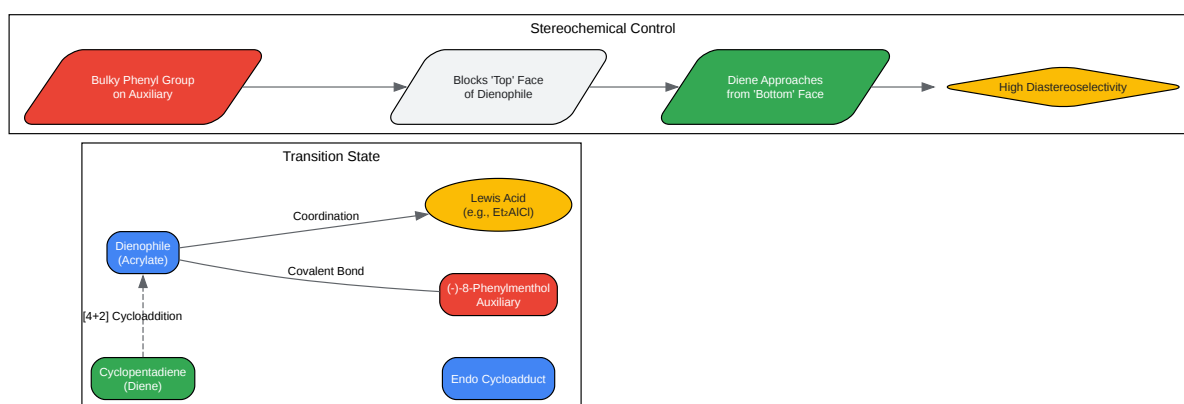 Stereochemical Control
Bulky Phenyl Group
on Auxiliary
Blocks 'Top' Face
of Dienophile
Diene Approaches
from 'Bottom' Face
High Diastereoselectivity
Transition State
Lewis Acid
(e.g., Et₂AlCl)
Coordination
Dienophile
(Acrylate)
Covalent Bond
(-)-8-Phenylmenthol
Auxiliary
[4+2] Cycloaddition
Cyclopentadiene
(Diene)
Endo Cycloadduct